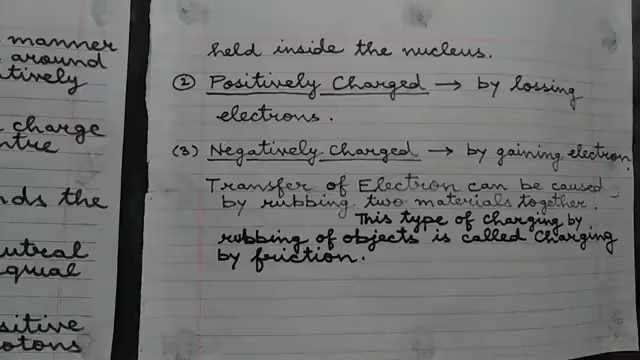 manner
around
atively
charge
ntre
nds the
utral
equal
sitive
otons
held inside the nucleus.
② Positively Charged → by lossing
electrons.
(3) Negatively Charged → by gaining electron.
Transfer of Electron can be caused
by rubbing two materials together.
This type of charging by
rubbing of objects is called Charging
by friction.